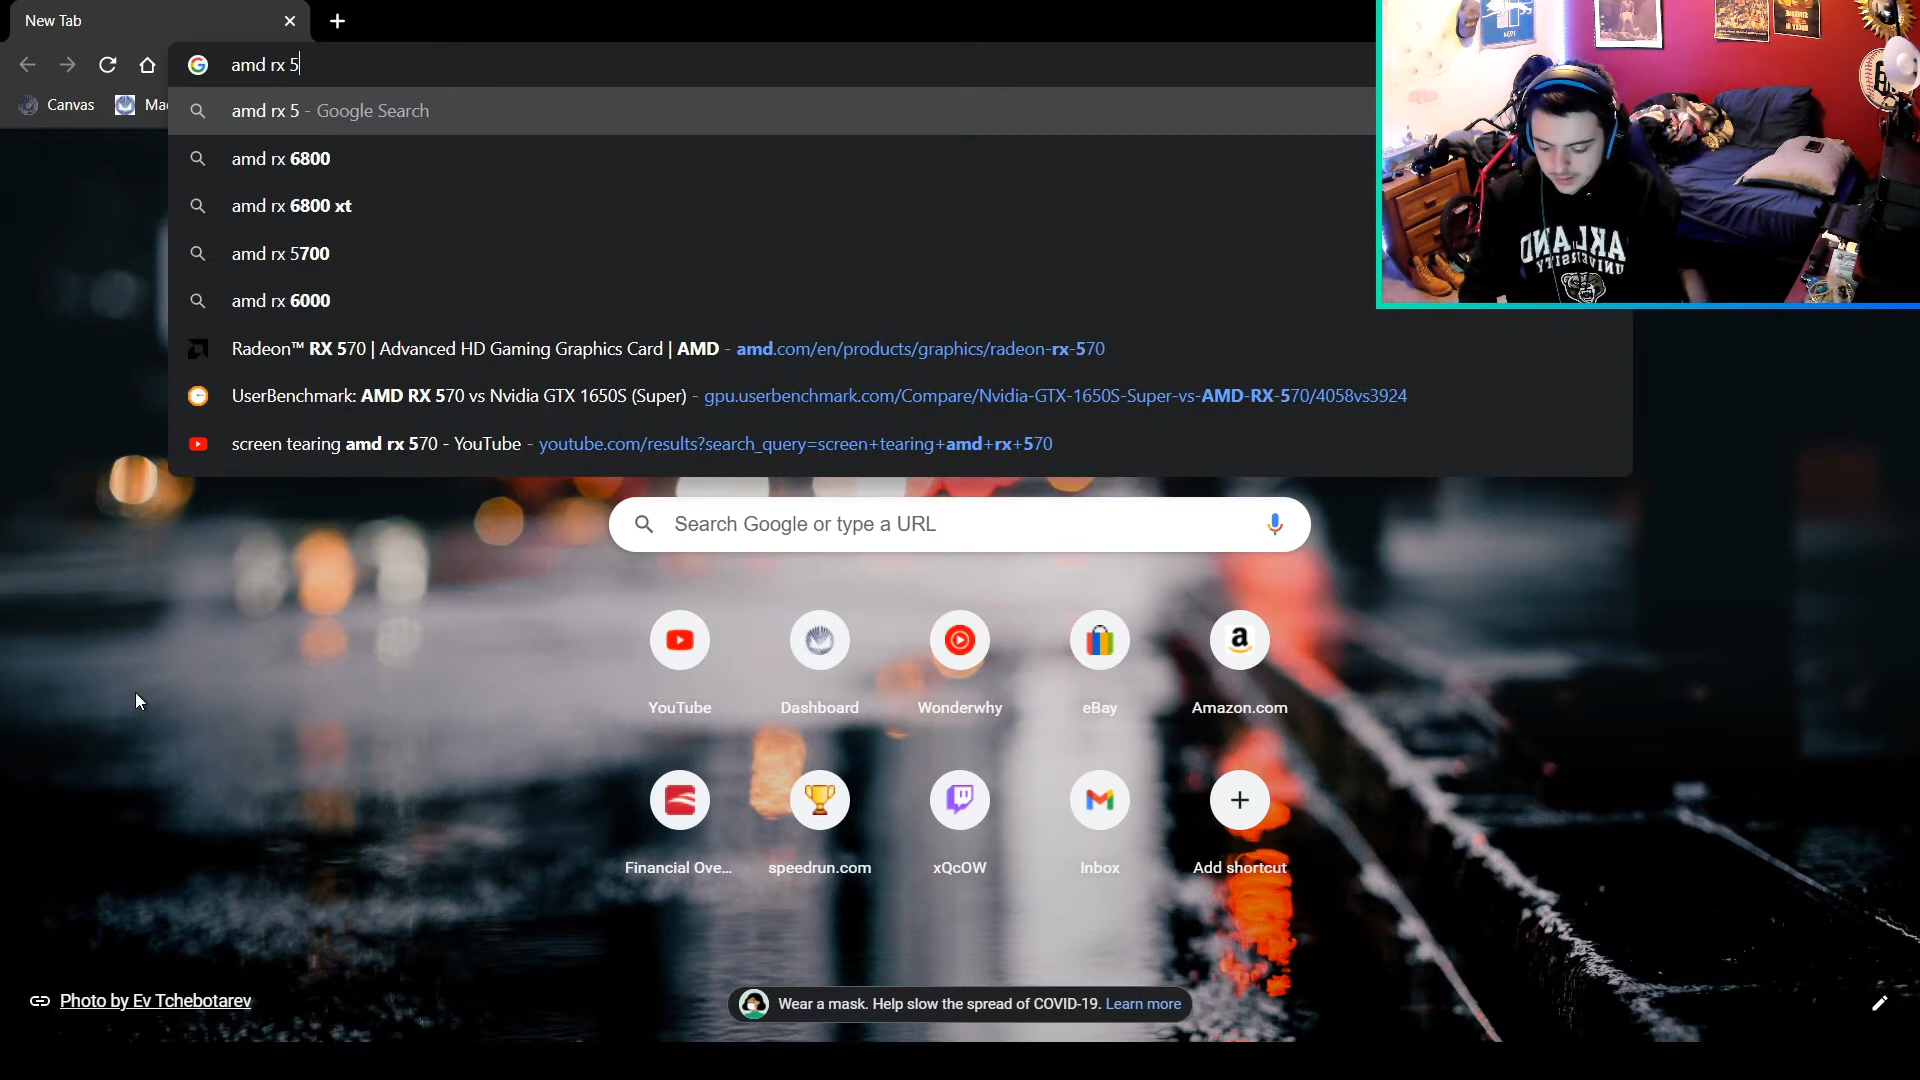 New Tab
amd rx 5
Canvas
Ma
amd rx 5 - Google Search
amd rx 6800
amd rx 6800 xt
amd rx 5700
amd rx 6000
Radeon™ RX 570 | Advanced HD Gaming Graphics Card | AMD - amd.com/en/products/graphics/radeon-rx-570
UserBenchmark: AMD RX 570 vs Nvidia GTX 1650S (Super) - gpu.userbenchmark.com/Compare/Nvidia-GTX-1650S-Super-vs-AMD-RX-570/4058vs3924
screen tearing amd rx 570 - YouTube - youtube.com/results?search_query=screen+tearing+amd+rx+570
AKLAND
UNIVERSITY
Search Google or type a URL
YouTube
Dashboard
Wonderwhy
eBay
Amazon.com
Financial Ove...
speedrun.com
xQcOW
Inbox
Add shortcut
Photo by Ev Tchebotarev
Wear a mask. Help slow the spread of COVID-19. Learn more